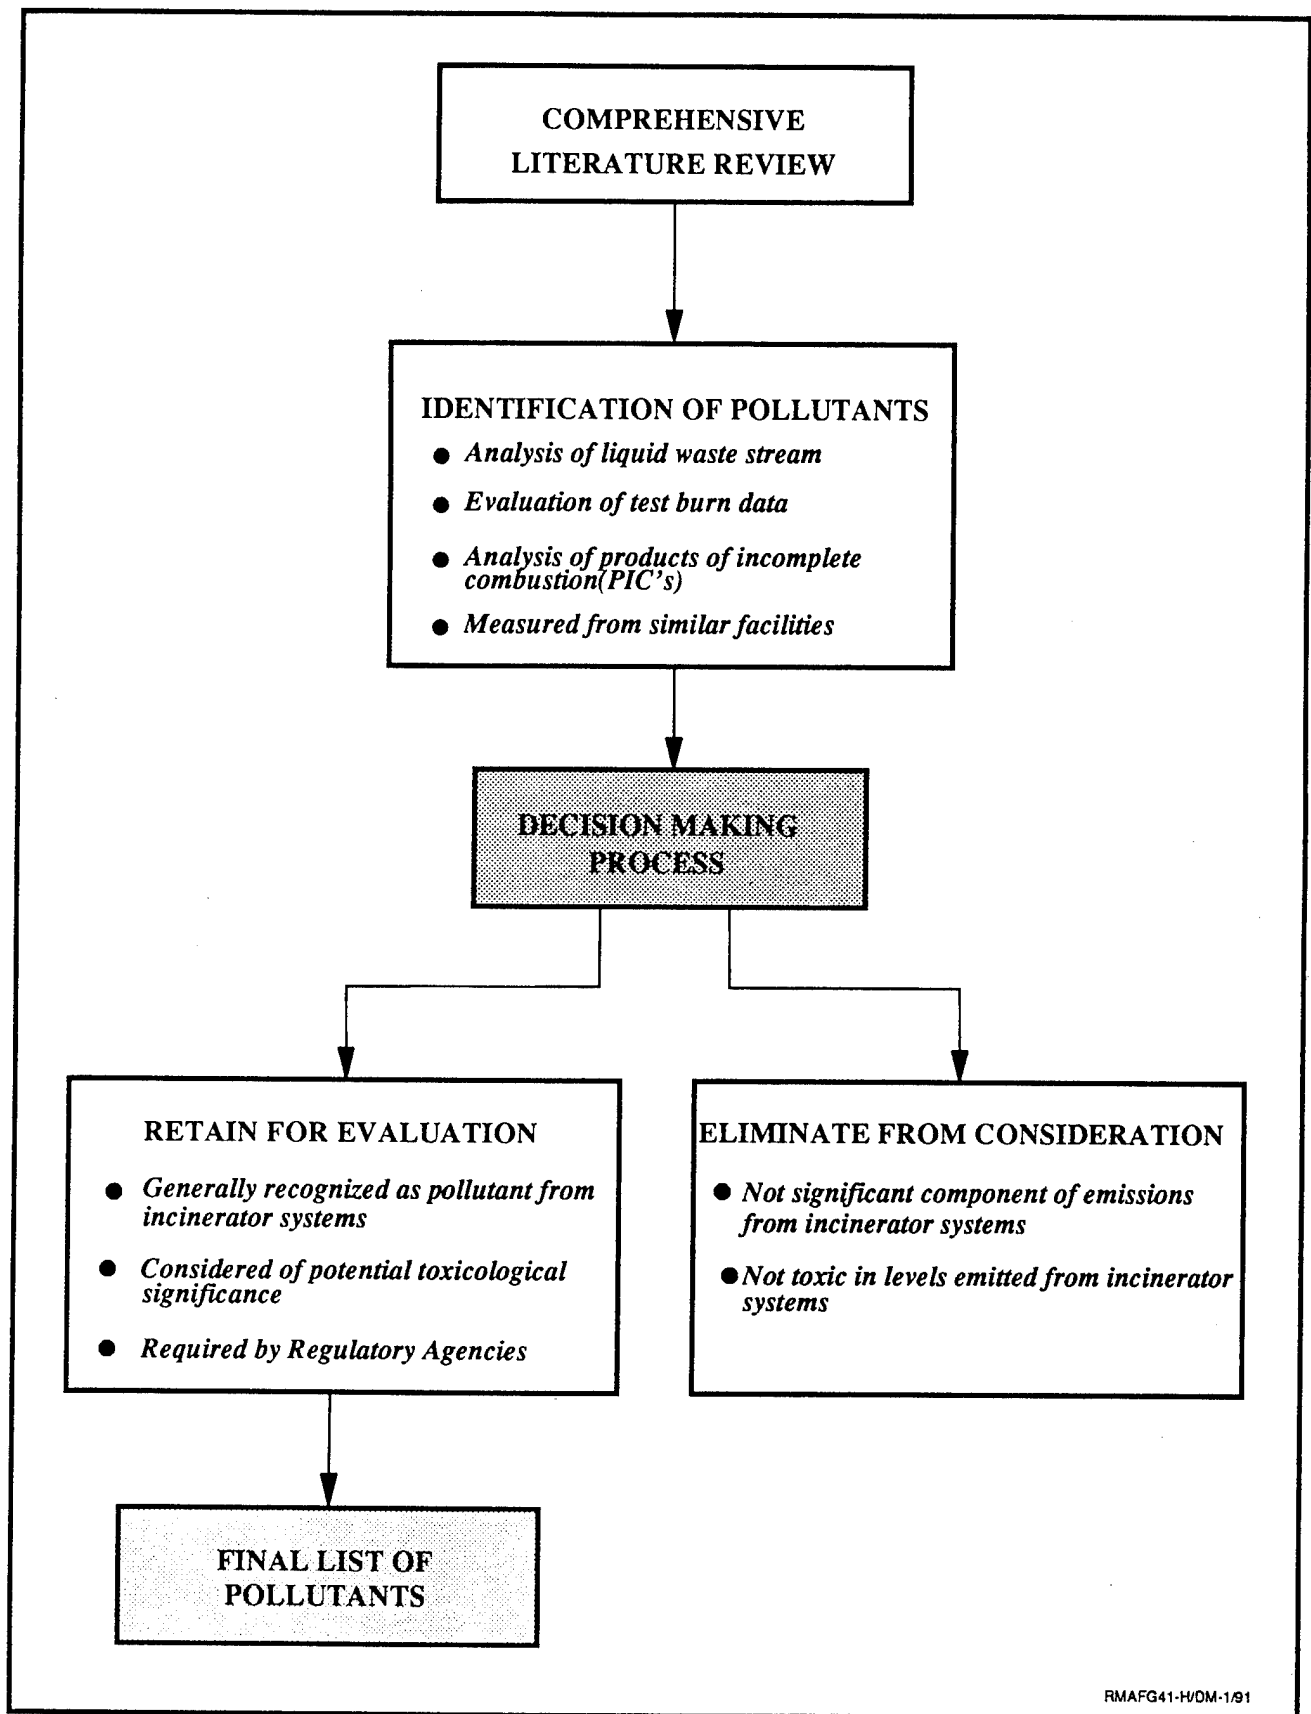 COMPREHENSIVE
LITERATURE REVIEW
IDENTIFICATION OF POLLUTANTS
● Analysis of liquid waste stream
● Evaluation of test burn data
● Analysis of products of incomplete
combustion(PIC's)
● Measured from similar facilities
DECISION MAKING
PROCESS
RETAIN FOR EVALUATION
● Generally recognized as pollutant from
incinerator systems
● Considered of potential toxicological
significance
● Required by Regulatory Agencies
ELIMINATE FROM CONSIDERATION
● Not significant component of emissions
from incinerator systems
● Not toxic in levels emitted from incinerator
systems
FINAL LIST OF
POLLUTANTS
RMAFG41-H/DM-1/91